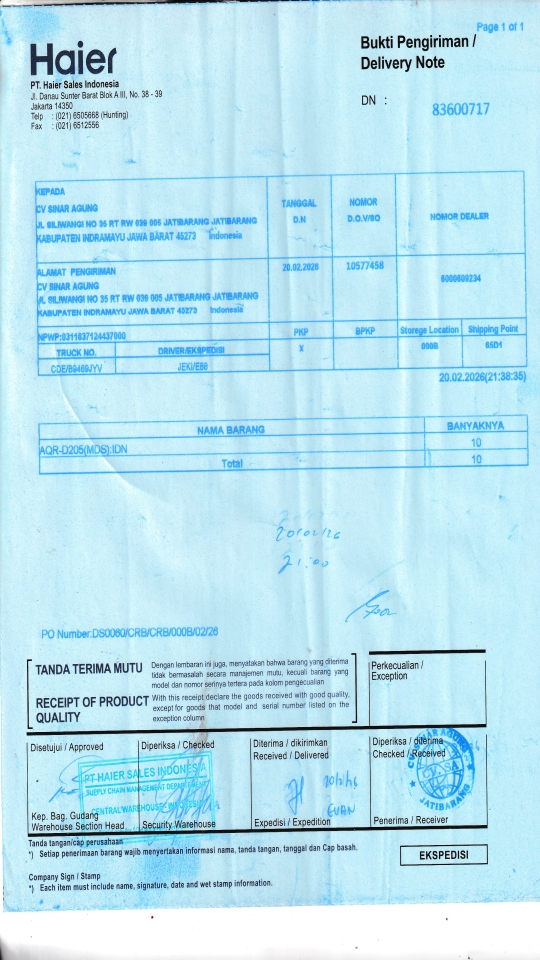 Page 1 of 1
Haier
Bukti Pengiriman /
Delivery Note
PT. Haier Sales Indonesia
Jl. Danau Sunter Barat Blok A III, No. 38 - 39
Jakarta 14350
Telp : (021) 6505668 (Hunting)
Fax : (021) 6512556
DN :
83600717
KEPADA
CV SINAR AGUNG
JL SILIWANGI NO 35 RT RW 039 005 JATIBARANG JATIBARANG
KABUPATEN INDRAMAYU JAWA BARAT 45273 Indonesia
TANGGAL
D.N
NOMOR
D.O.V/SO
NOMOR DEALER
ALAMAT PENGIRIMAN
CV SINAR AGUNG
JL SILIWANGI NO 35 RT RW 039 005 JATIBARANG JATIBARANG
KABUPATEN INDRAMAYU JAWA BARAT 45273 Indonesia
20.02.2026
10577458
NPWP:0311837124437000
PKP
BPKP
Storege Location
Shipping Point
TRUCK NO.
DRIVER/EKSPEDISI
X
000B
65D1
CDE/B9469JYV
JEKI/E66
20.02.2026(21:38:35)
NAMA BARANG
BANYAKNYA
AQR-D205(MDS):IDN
10
Total
10
20/02/26
21:00
PO Number:DS0060/CRB/CRB/000B/02/26
TANDA TERIMA MUTU
Dengan lembaran ini juga, menyatakan bahwa barang yang diterima
tidak bermasalah secara manajemen mutu, kecuali barang yang
model dan nomor serinya tertera pada kolom pengecualian
RECEIPT OF PRODUCT
QUALITY
With this receipt declare the goods received with good quality,
except for goods that model and serial number listed on the
exception column
Perkecualian /
Exception
Disetujui / Approved
Diperiksa / Checked
Diterima / dikirimkan
Received / Delivered
Diperiksa / diterima
Checked / Received
PT HAIER SALES INDONESIA
SUPPLY CHAIN MANAGEMENT DEPARTMENT
CENTRAL WAREHOUSE
CV. SINAR AGUNG
CV. SA
JATIBARANG
20/2/26
EVAN
Kep. Bag. Gudang
Warehouse Section Head
Security Warehouse
Expedisi / Expedition
Penerima / Receiver
Tanda tangan/cap perusahaan
*) Setiap penerimaan barang wajib menyertakan informasi nama, tanda tangan, tanggal dan Cap basah.
EKSPEDISI
Company Sign / Stamp
*) Each item must include name, signature, date and wet stamp information.